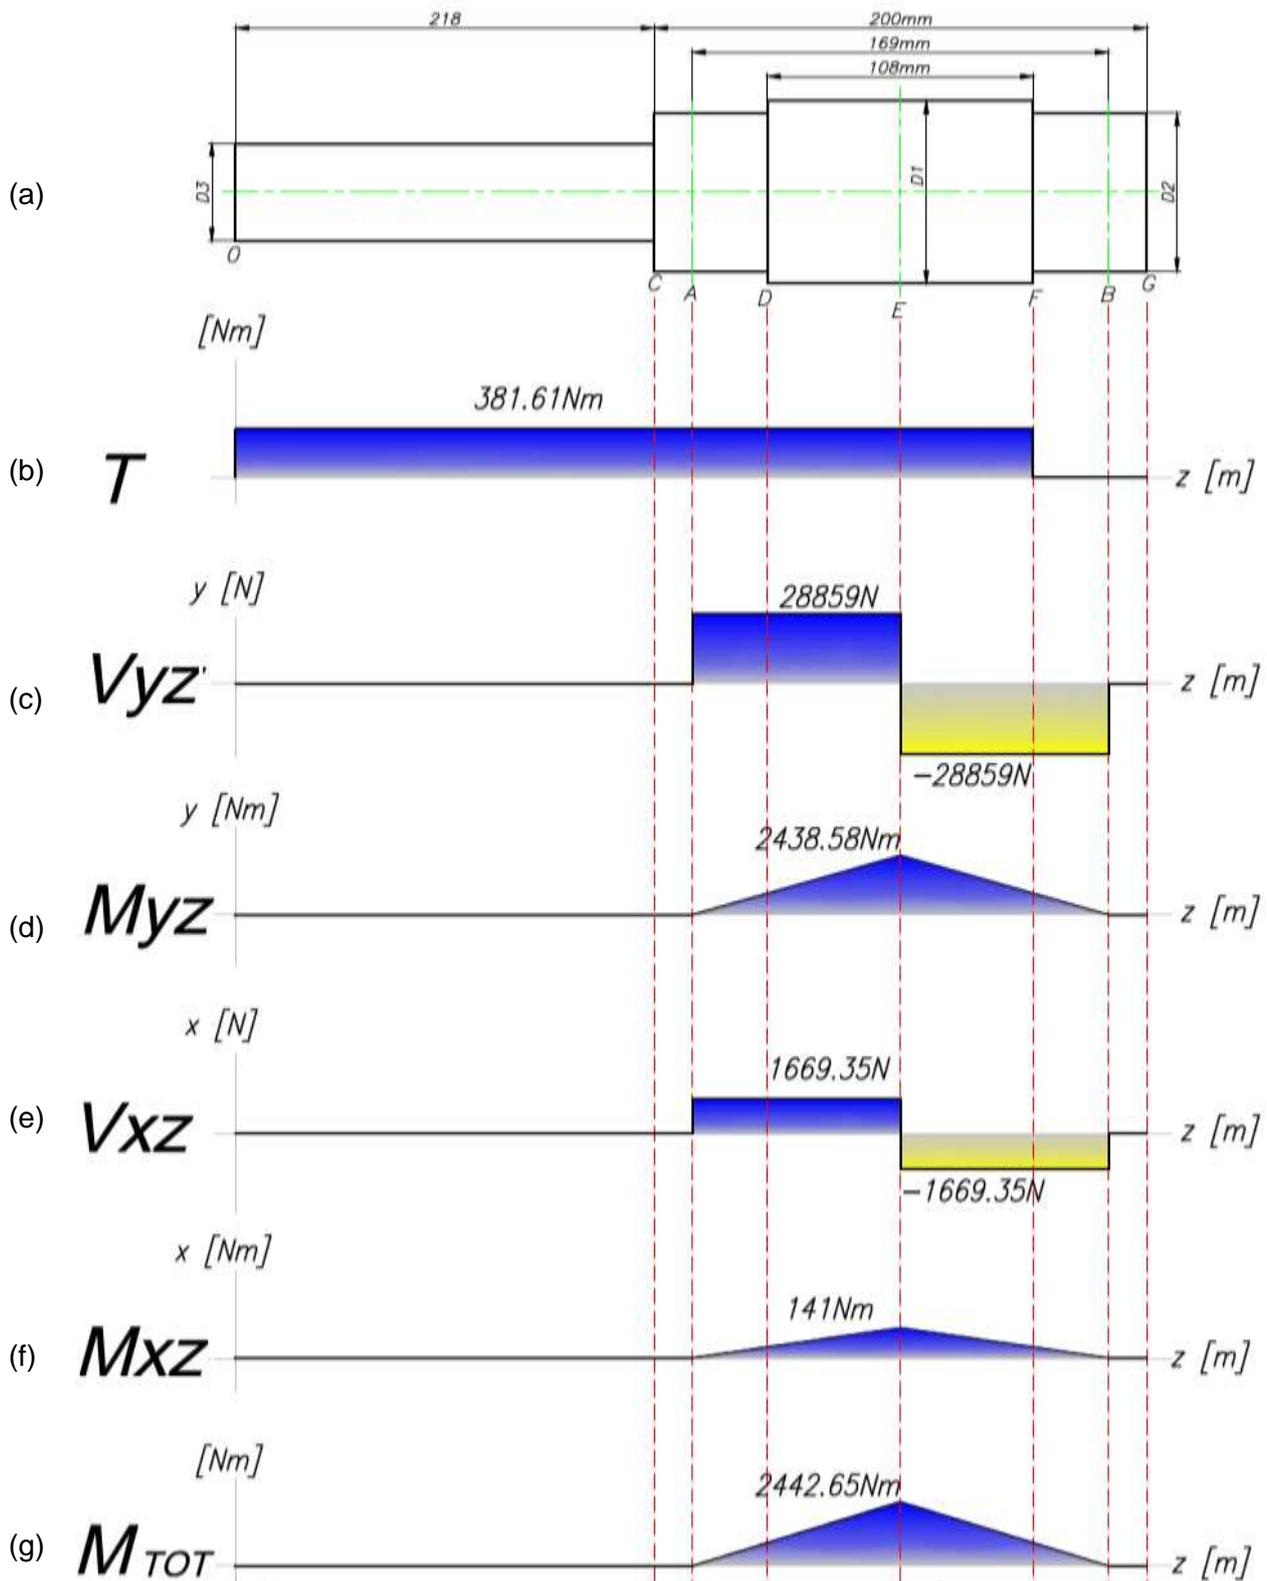 218
200mm
169mm
108mm
(a)
D3
D1
D2
O
C
A
D
E
F
B
G
[Nm]
381.61Nm
(b)
T
z [m]
y [N]
28859N
(c)
Vyz
z [m]
-28859N
y [Nm]
2438.58Nm
(d)
Myz
z [m]
x [N]
1669.35N
(e)
Vxz
z [m]
-1669.35N
x [Nm]
141Nm
(f)
Mxz
z [m]
[Nm]
2442.65Nm
(g)
M TOT
z [m]